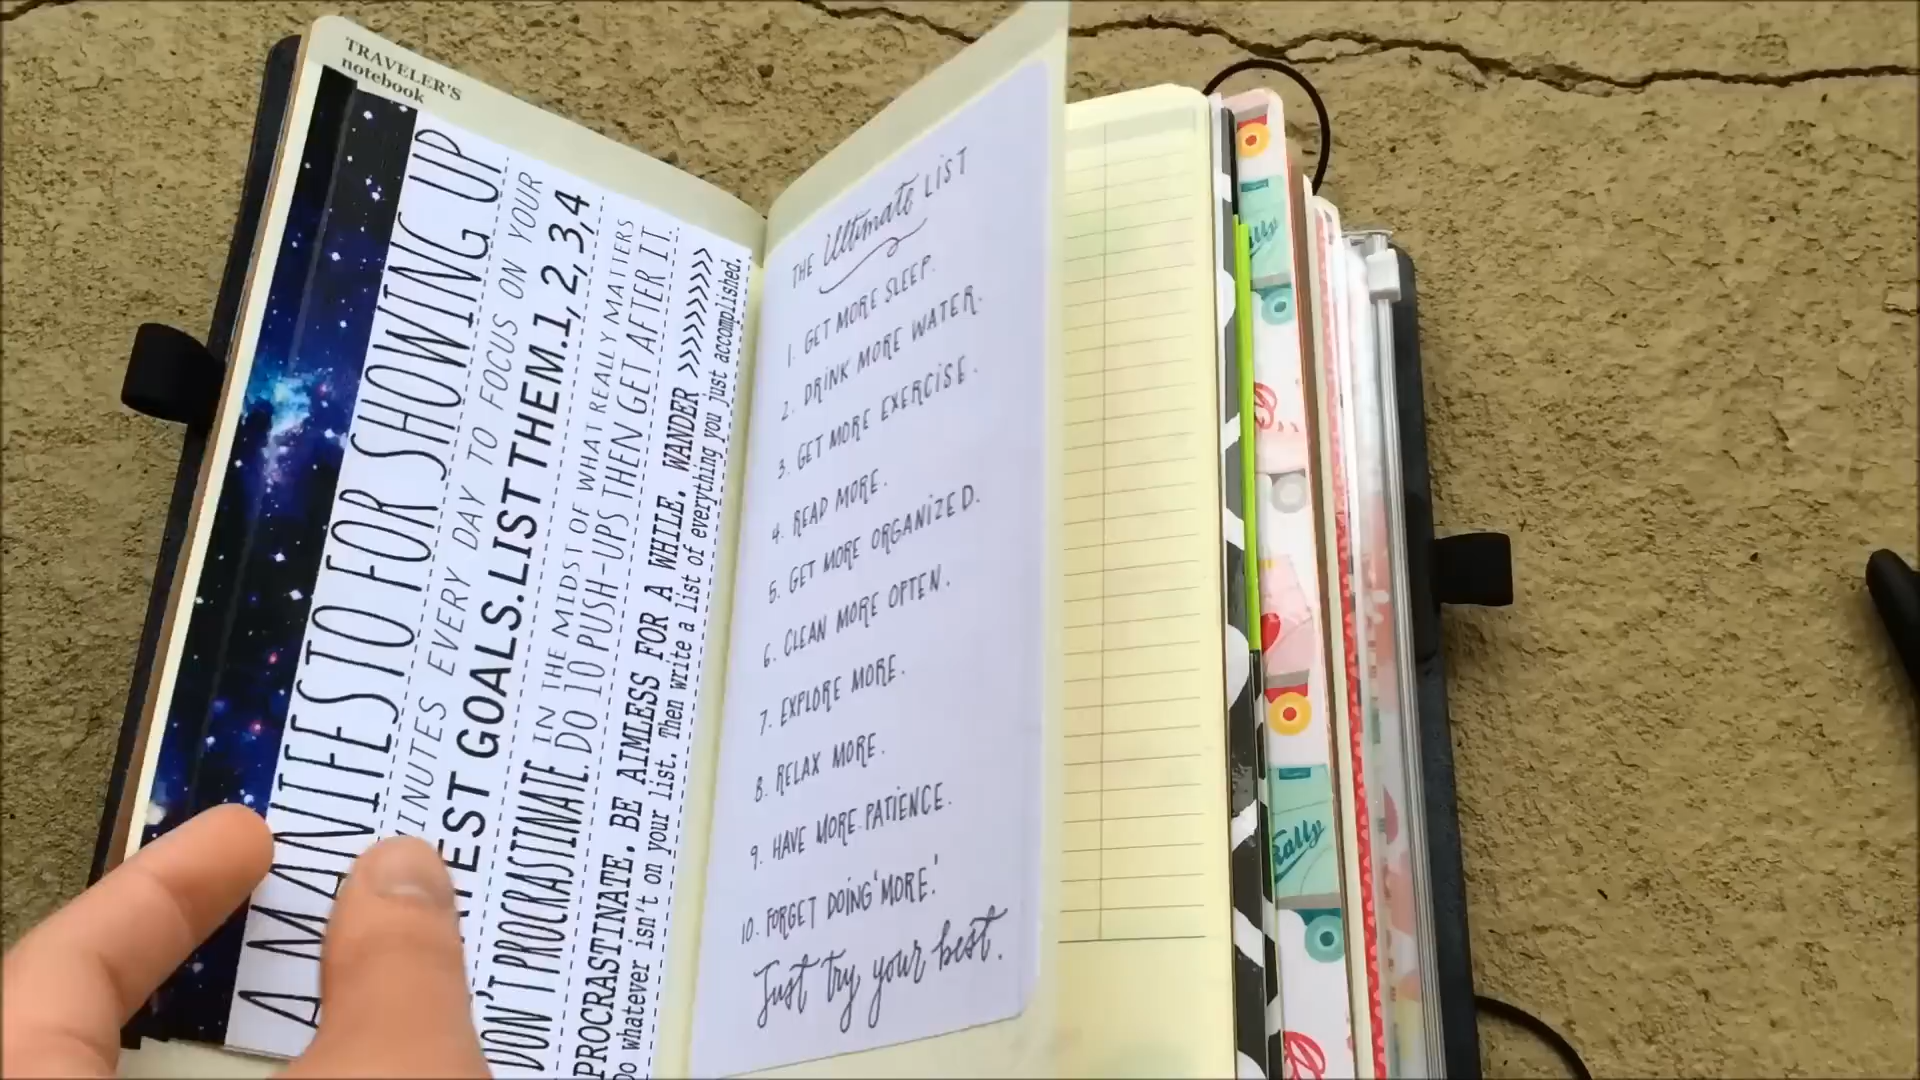 TRAVELER'S
notebook
A MANIFESTO FOR SHOWING UP
MINUTES EVERY DAY TO FOCUS ON YOUR
GOALS. LIST THEM. 1, 2, 3, 4
DON'T PROCRASTINATE. IN THE MIDST OF WHAT REALLY MATTERS
DO 10 PUSH-UPS THEN GET AFTER IT.
PROCRASTINATE. BE AIMLESS FOR A WHILE. WANDER >>>>>>>>>
Do whatever isn't on your list. Then write a list of everything you just accomplished.
THE Ultimate LIST
1. GET MORE SLEEP.
2. DRINK MORE WATER.
3. GET MORE EXERCISE.
4. READ MORE.
5. GET MORE ORGANIZED.
6. CLEAN MORE OFTEN.
7. EXPLORE MORE.
8. RELAX MORE.
9. HAVE MORE PATIENCE.
10. FORGET DOING 'MORE.'
Just try your best.